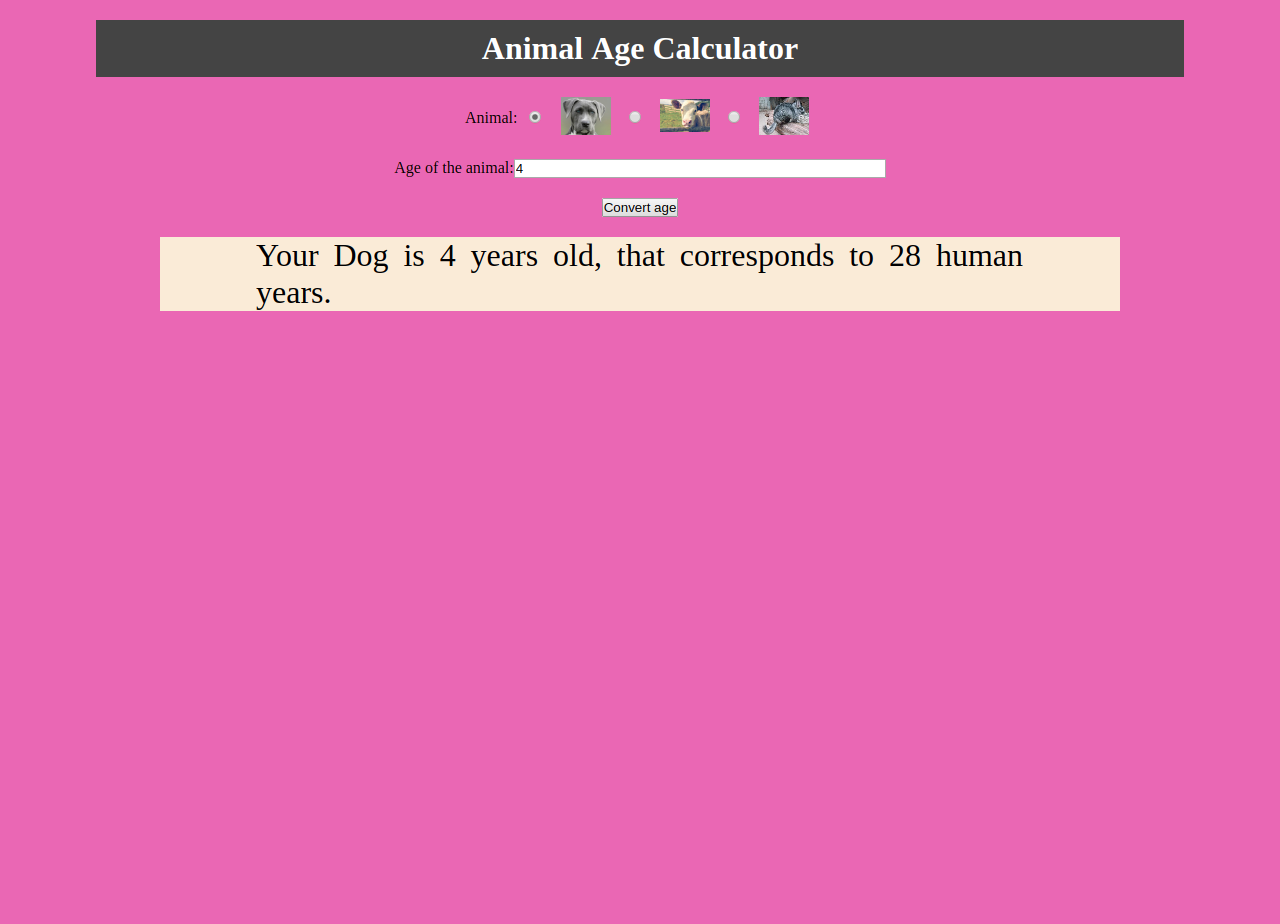 Animal Age Calculator
Animal:
Age of the animal: 4
Convert age
Your Dog is 4 years old, that corresponds to 28 human
years.